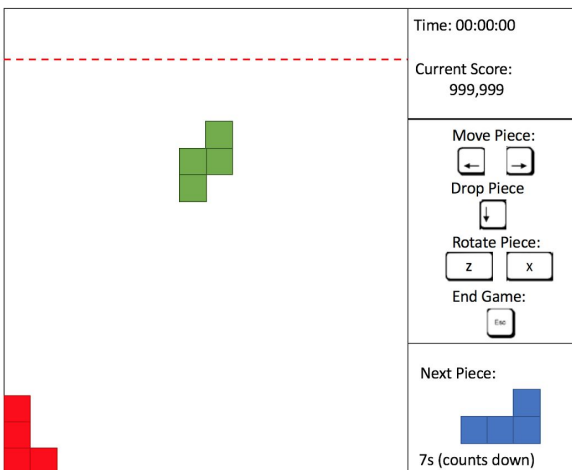 Time: 00:00:00
Current Score:
999,999
Move Piece:
← →
Drop Piece
↓
Rotate Piece:
z x
End Game:
Esc
Next Piece:
7s (counts down)